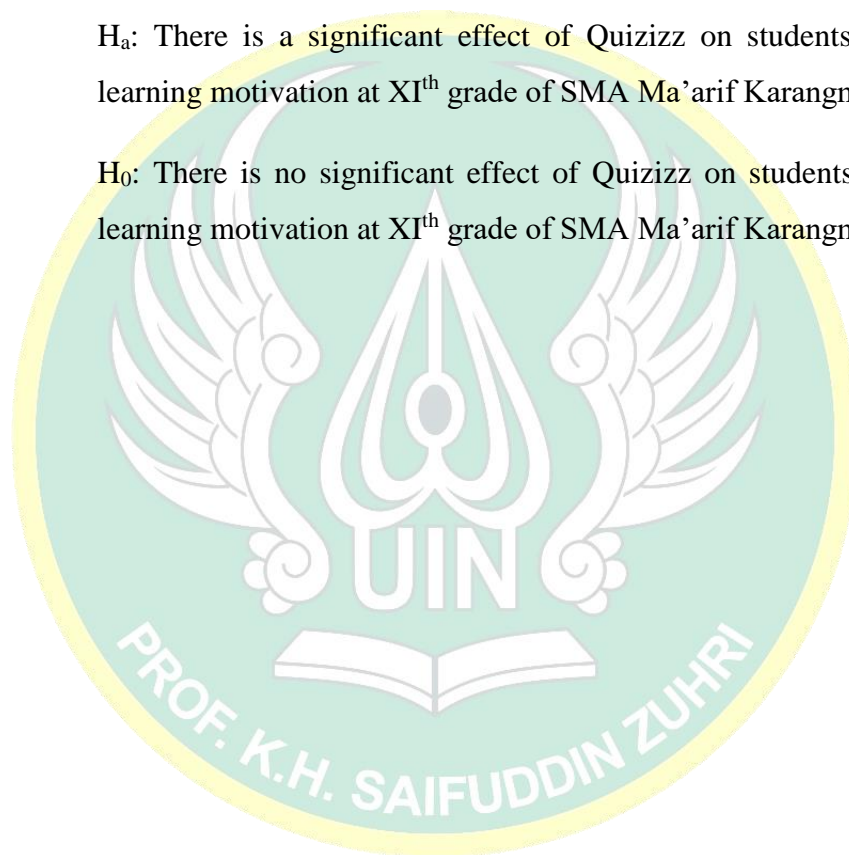 Hₐ: There is a significant effect of Quizizz on students
learning motivation at XIᵗʰ grade of SMA Ma’arif Karangn
H₀: There is no significant effect of Quizizz on students
learning motivation at XIᵗʰ grade of SMA Ma’arif Karangn
UIN
PROF. K.H. SAIFUDDIN ZUHRI